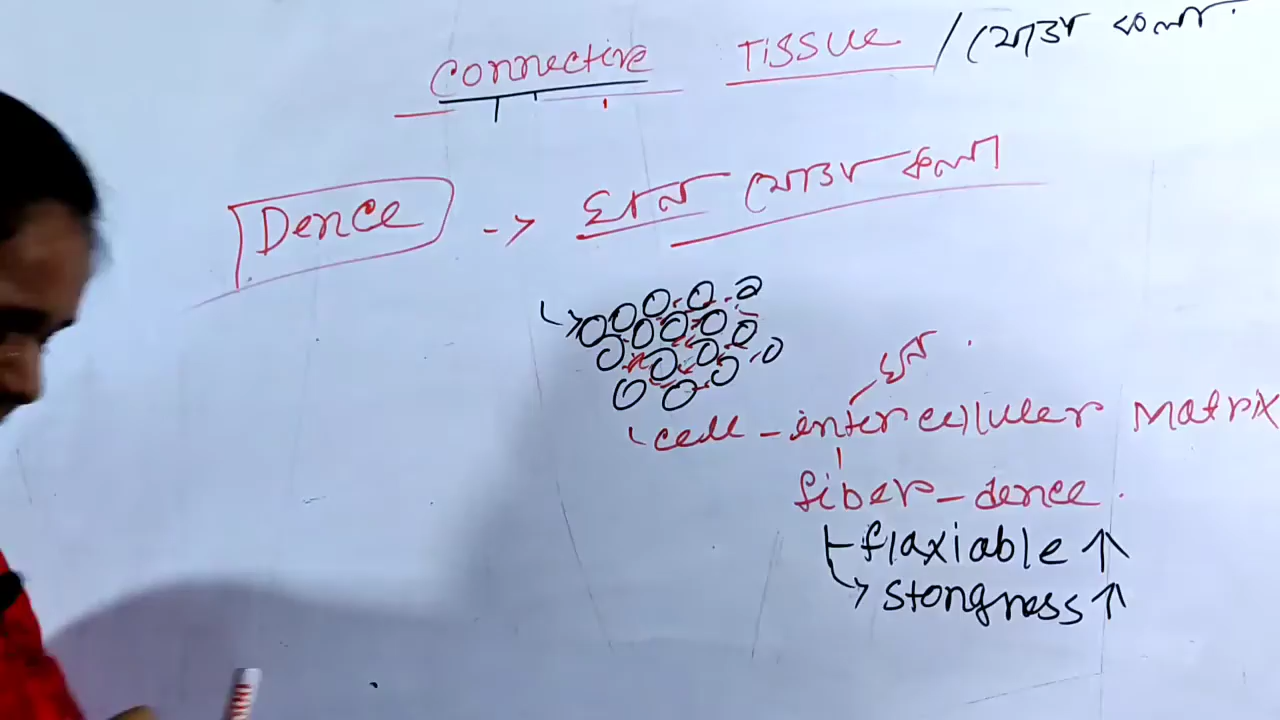 connective TISSUE / যোজক কলা.
Dence -> ঘন যোজক কলা
ঘন.
cell - intercelluler Matrix
fiber - dence.
flaxiable ↑
-> Stongness ↑